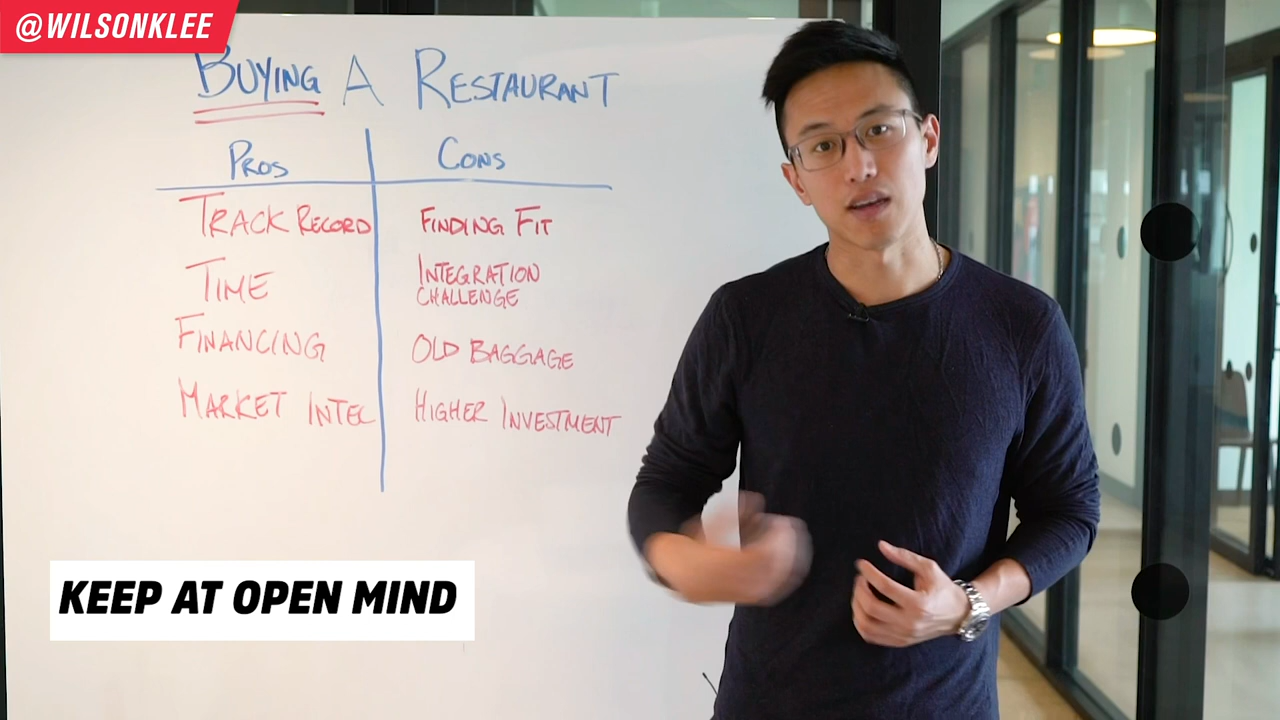 @WILSONKLEE
BUYING A RESTAURANT
PROS
CONS
TRACK RECORD
FINDING FIT
TIME
INTEGRATION
CHALLENGE
FINANCING
OLD BAGGAGE
MARKET INTEL
HIGHER INVESTMENT
KEEP AT OPEN MIND